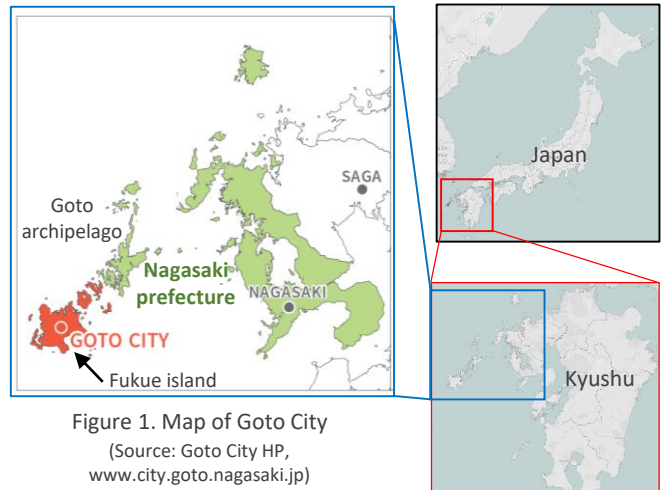 Goto
archipelago
SAGA
Nagasaki
prefecture
NAGASAKI
GOTO CITY
Fukue island
Japan
Kyushu
Figure 1. Map of Goto City
(Source: Goto City HP,
www.city.goto.nagasaki.jp)